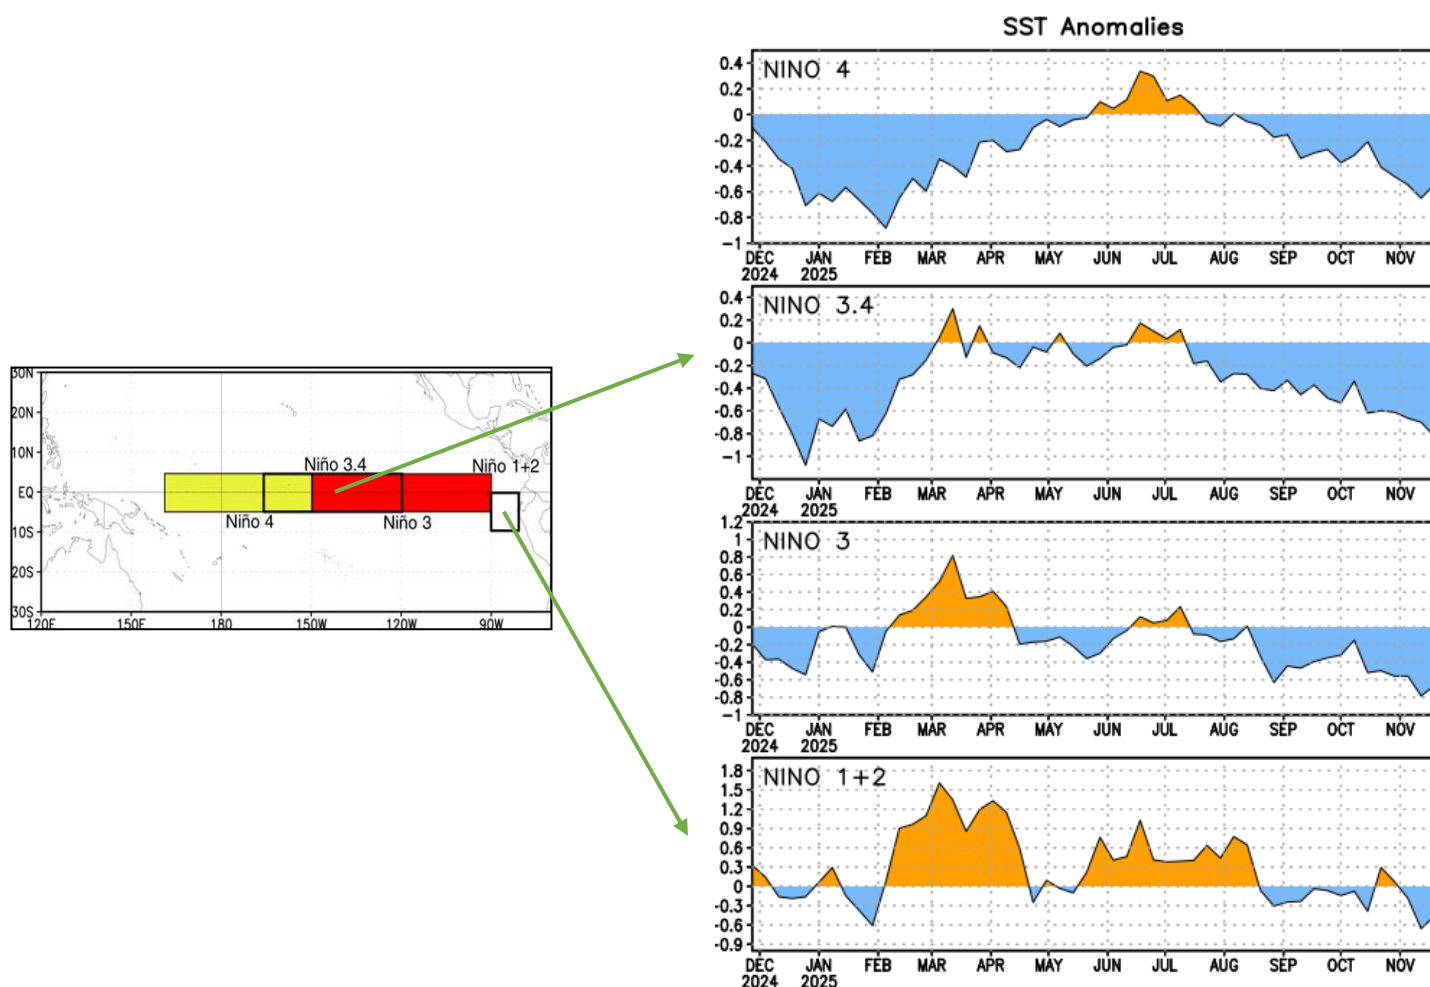 SST Anomalies
NINO 4
0.4
0.2
0
-0.2
-0.4
-0.6
-0.8
-1
DEC JAN FEB MAR APR MAY JUN JUL AUG SEP OCT NOV
2024 2025
NINO 3.4
0.4
0.2
0
-0.2
-0.4
-0.6
-0.8
-1
DEC JAN FEB MAR APR MAY JUN JUL AUG SEP OCT NOV
2024 2025
NINO 3
1.2
1
0.8
0.6
0.4
0.2
0
-0.2
-0.4
-0.6
-0.8
-1
DEC JAN FEB MAR APR MAY JUN JUL AUG SEP OCT NOV
2024 2025
NINO 1+2
1.8
1.5
1.2
0.9
0.6
0.3
0
-0.3
-0.6
-0.9
DEC JAN FEB MAR APR MAY JUN JUL AUG SEP OCT NOV
2024 2025
30N
20N
10N
EQ
10S
20S
30S
120E 150E 180 150W 120W 90W
Niño 3.4 Niño 1+2
Niño 4 Niño 3